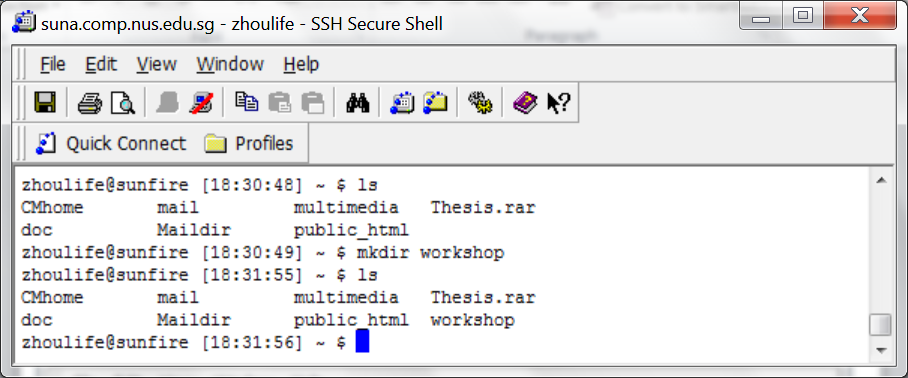 suna.comp.nus.edu.sg - zhoulife - SSH Secure Shell
File Edit View Window Help
Quick Connect Profiles
zhoulife@sunfire [18:30:48] ~ $ ls
CMhome mail multimedia Thesis.rar
doc Maildir public_html
zhoulife@sunfire [18:30:49] ~ $ mkdir workshop
zhoulife@sunfire [18:31:55] ~ $ ls
CMhome mail multimedia Thesis.rar
doc Maildir public_html workshop
zhoulife@sunfire [18:31:56] ~ $